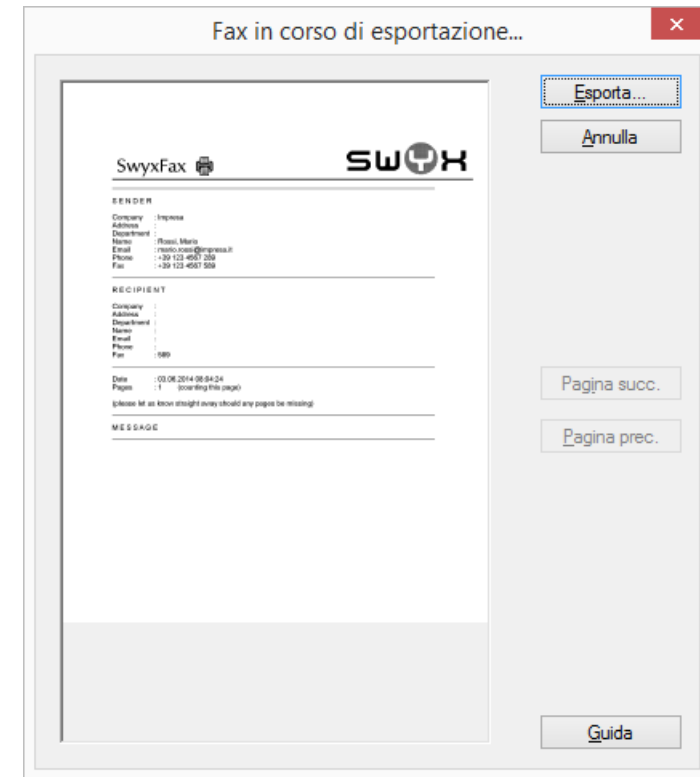 Fax in corso di esportazione...
Esporta...
Annulla
SwyxFax
swyx
SENDER
Company : Impresa
Address :
Department :
Name : Rossi, Mario
Email : mario.rossi@impresa.it
Phone : +39 123 4567 289
Fax : +39 123 4567 589
RECIPIENT
Company :
Address :
Department :
Name :
Email :
Phone :
Fax : 589
Date : 03.06.2014 08:64:24
Pages : 1 (counting this page)
(please let us know straight away should any pages be missing)
MESSAGE
Pagina succ.
Pagina prec.
Guida